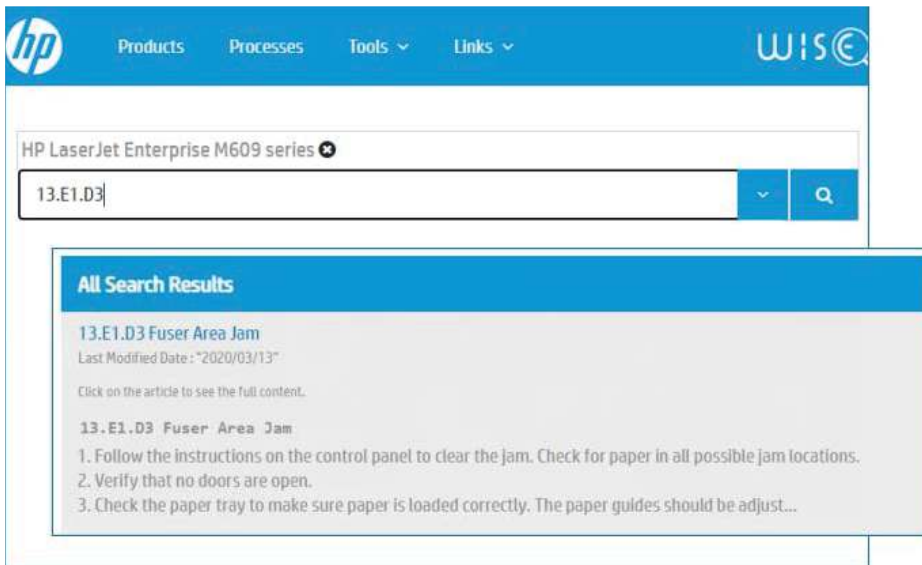 hp Products Processes Tools Links WISE
HP LaserJet Enterprise M609 series
13.E1.D3
All Search Results
13.E1.D3 Fuser Area Jam
Last Modified Date : "2020/03/13"
Click on the article to see the full content.
13.E1.D3 Fuser Area Jam
1. Follow the instructions on the control panel to clear the jam. Check for paper in all possible jam locations.
2. Verify that no doors are open.
3. Check the paper tray to make sure paper is loaded correctly. The paper guides should be adjust...